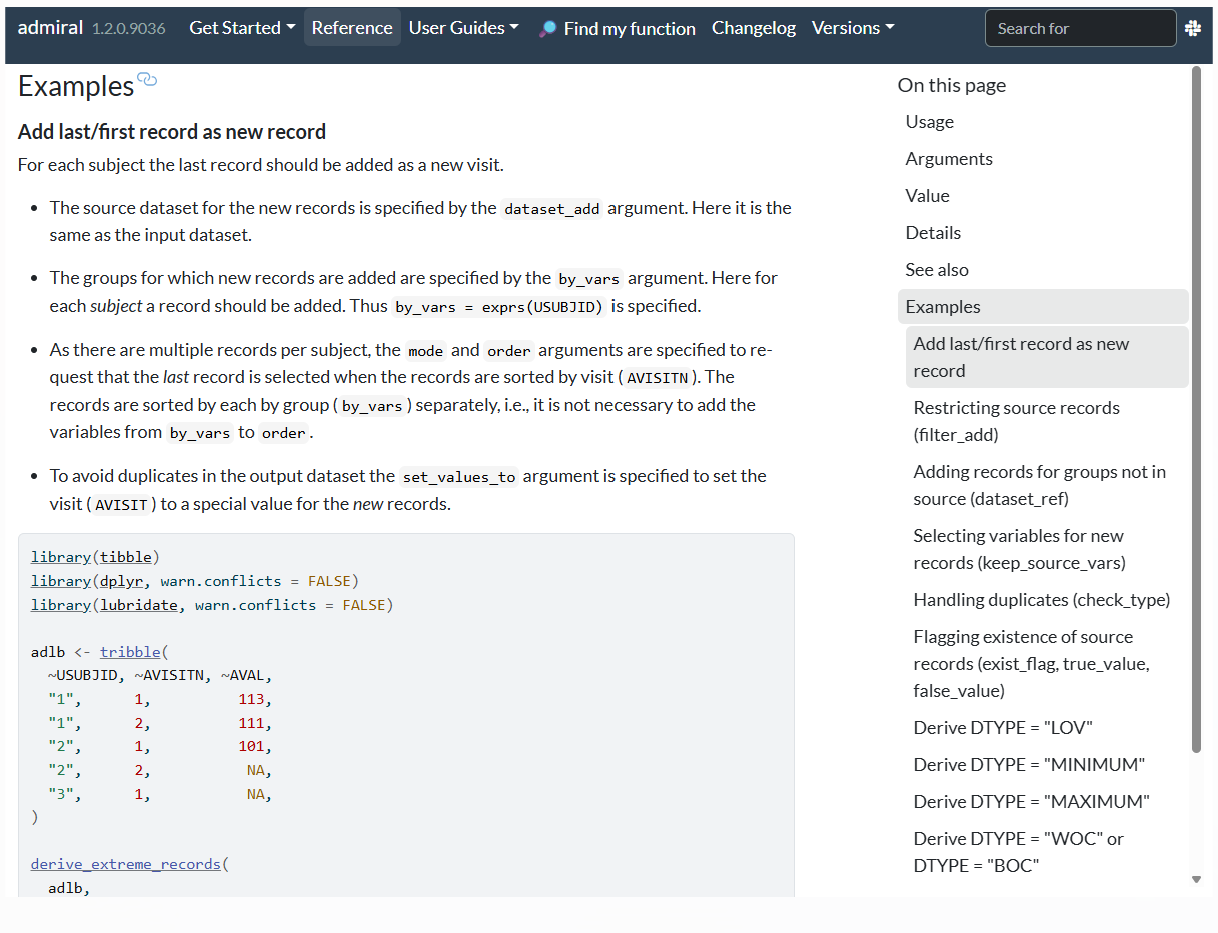 admiral 1.2.0.9036 Get Started Reference User Guides Find my function Changelog Versions Search for
Examples
Add last/first record as new record
For each subject the last record should be added as a new visit.
• The source dataset for the new records is specified by the dataset_add argument. Here it is the
same as the input dataset.
• The groups for which new records are added are specified by the by_vars argument. Here for
each subject a record should be added. Thus by_vars = exprs(USUBJID) is specified.
• As there are multiple records per subject, the mode and order arguments are specified to re-
quest that the last record is selected when the records are sorted by visit (AVISITN). The
records are sorted by each by group (by_vars) separately, i.e., it is not necessary to add the
variables from by_vars to order.
• To avoid duplicates in the output dataset the set_values_to argument is specified to set the
visit (AVISIT) to a special value for the new records.
library(tibble)
library(dplyr, warn.conflicts = FALSE)
library(lubridate, warn.conflicts = FALSE)
adlb <- tribble(
  ~USUBJID, ~AVISITN, ~AVAL,
  "1",       1,          113,
  "1",       2,          111,
  "2",       1,          101,
  "2",       2,           NA,
  "3",       1,           NA,
)
derive_extreme_records(
  adlb,
On this page
Usage
Arguments
Value
Details
See also
Examples
Add last/first record as new
record
Restricting source records
(filter_add)
Adding records for groups not in
source (dataset_ref)
Selecting variables for new
records (keep_source_vars)
Handling duplicates (check_type)
Flagging existence of source
records (exist_flag, true_value,
false_value)
Derive DTYPE = "LOV"
Derive DTYPE = "MINIMUM"
Derive DTYPE = "MAXIMUM"
Derive DTYPE = "WOC" or
DTYPE = "BOC"